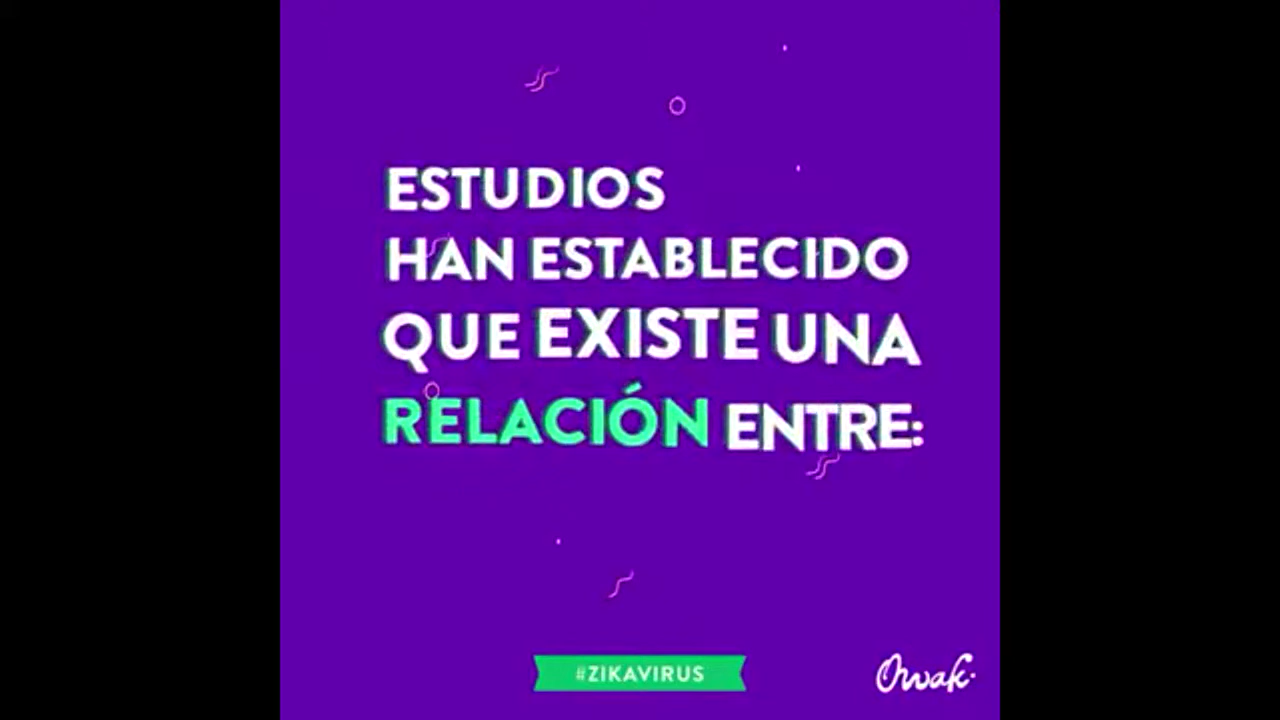 ESTUDIOS
HAN ESTABLECIDO
QUE EXISTE UNA
RELACIÓN ENTRE:
#ZIKAVIRUS
Owak.